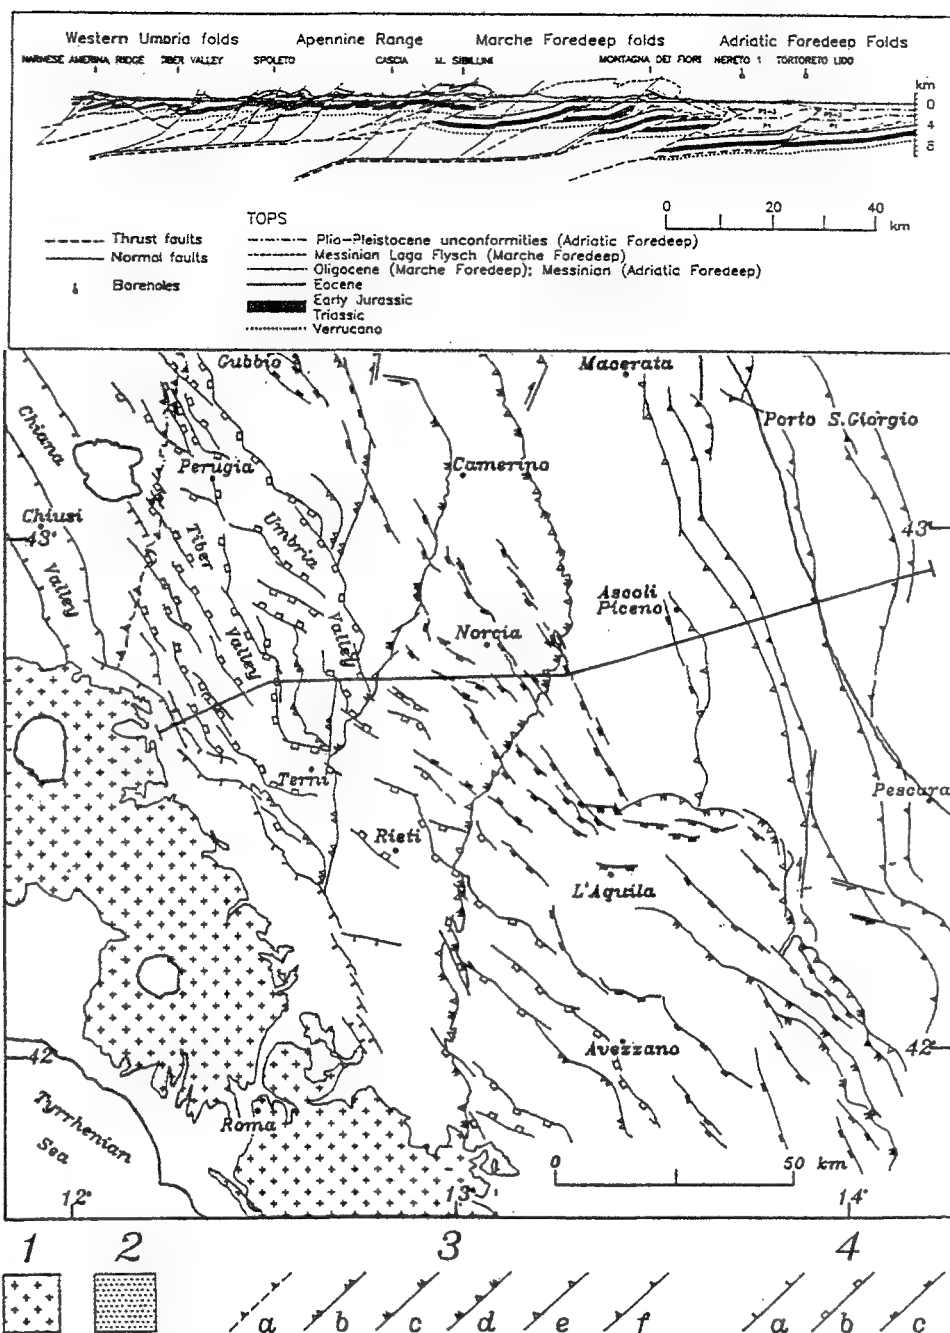 Western Umbria folds Apennine Range Marche Foredeep folds Adriatic Foredeep Folds
NARNESE AMERINA RIDGE TIBER VALLEY SPOLETO CASCIA M. SIBILLINI MONTAGNA DEI FIORI NERETO 1 TORTORETO LIDO
km
0
4
8
TOPS
0 20 40
km
Thrust faults
Normal faults
Boreholes
Plio-Pleistocene unconformities (Adriatic Foredeep)
Messinian Laga Flysch (Marche Foredeep)
Oligocene (Marche Foredeep); Messinian (Adriatic Foredeep)
Eocene
Early Jurassic
Triassic
Verrucano
Gubbio
Macerata
Chiana
Valley
Porto S.Giorgio
Perugia
Camerino
Chiusi
43°
43°
Tiber
Valley
Umbria
Valley
Ascoli
Piceno
Norcia
Terni
Pescara
Rieti
L'Aquila
42°
Avezzano
42°
Tyrrhenian
Sea
Roma
0 50 km
12°
13°
14°
1 2 3 4
a b c d e f a b c